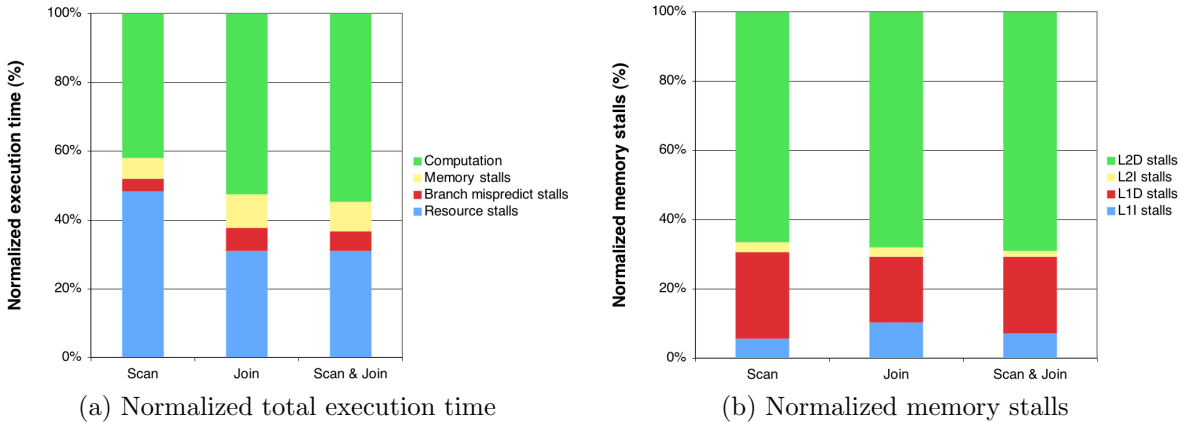 Normalized execution time (%)
100%
80%
60%
40%
20%
0%
Scan
Join
Scan & Join
Computation
Memory stalls
Branch mispredict stalls
Resource stalls
(a) Normalized total execution time
Normalized memory stalls (%)
100%
80%
60%
40%
20%
0%
Scan
Join
Scan & Join
L2D stalls
L2I stalls
L1D stalls
L1I stalls
(b) Normalized memory stalls